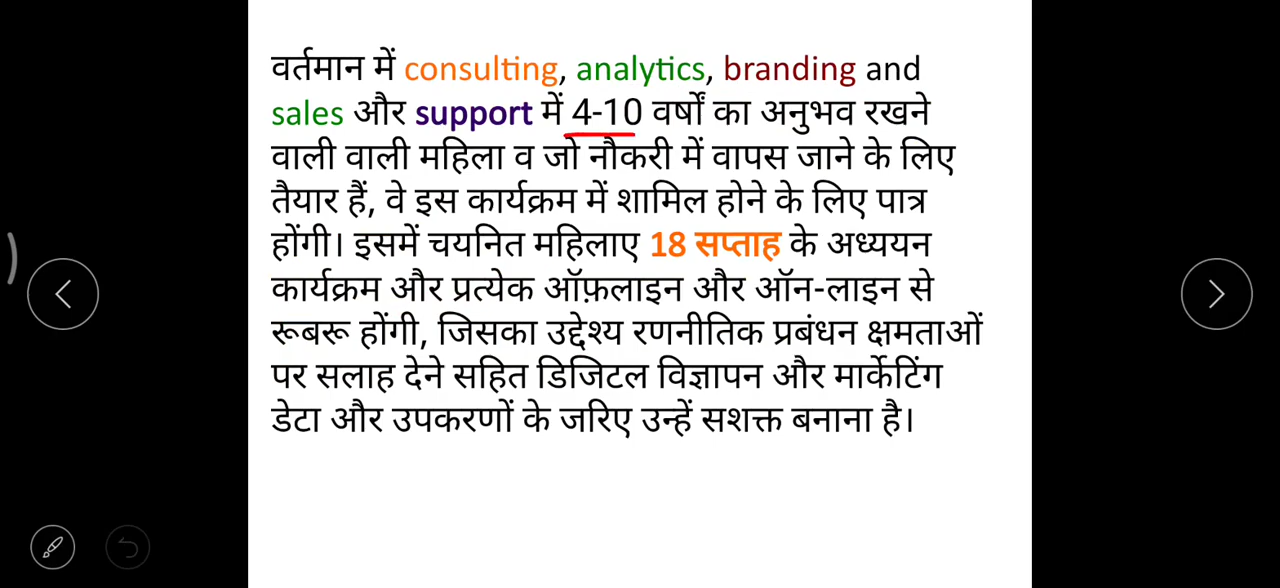 वर्तमान में consulting, analytics, branding and
sales और support में 4-10 वर्षों का अनुभव रखने
वाली वाली महिला व जो नौकरी में वापस जाने के लिए
तैयार हैं, वे इस कार्यक्रम में शामिल होने के लिए पात्र
होंगी। इसमें चयनित महिलाए 18 सप्ताह के अध्ययन
कार्यक्रम और प्रत्येक ऑफ़लाइन और ऑन-लाइन से
रूबरू होंगी, जिसका उद्देश्य रणनीतिक प्रबंधन क्षमताओं
पर सलाह देने सहित डिजिटल विज्ञापन और मार्केटिंग
डेटा और उपकरणों के जरिए उन्हें सशक्त बनाना है।